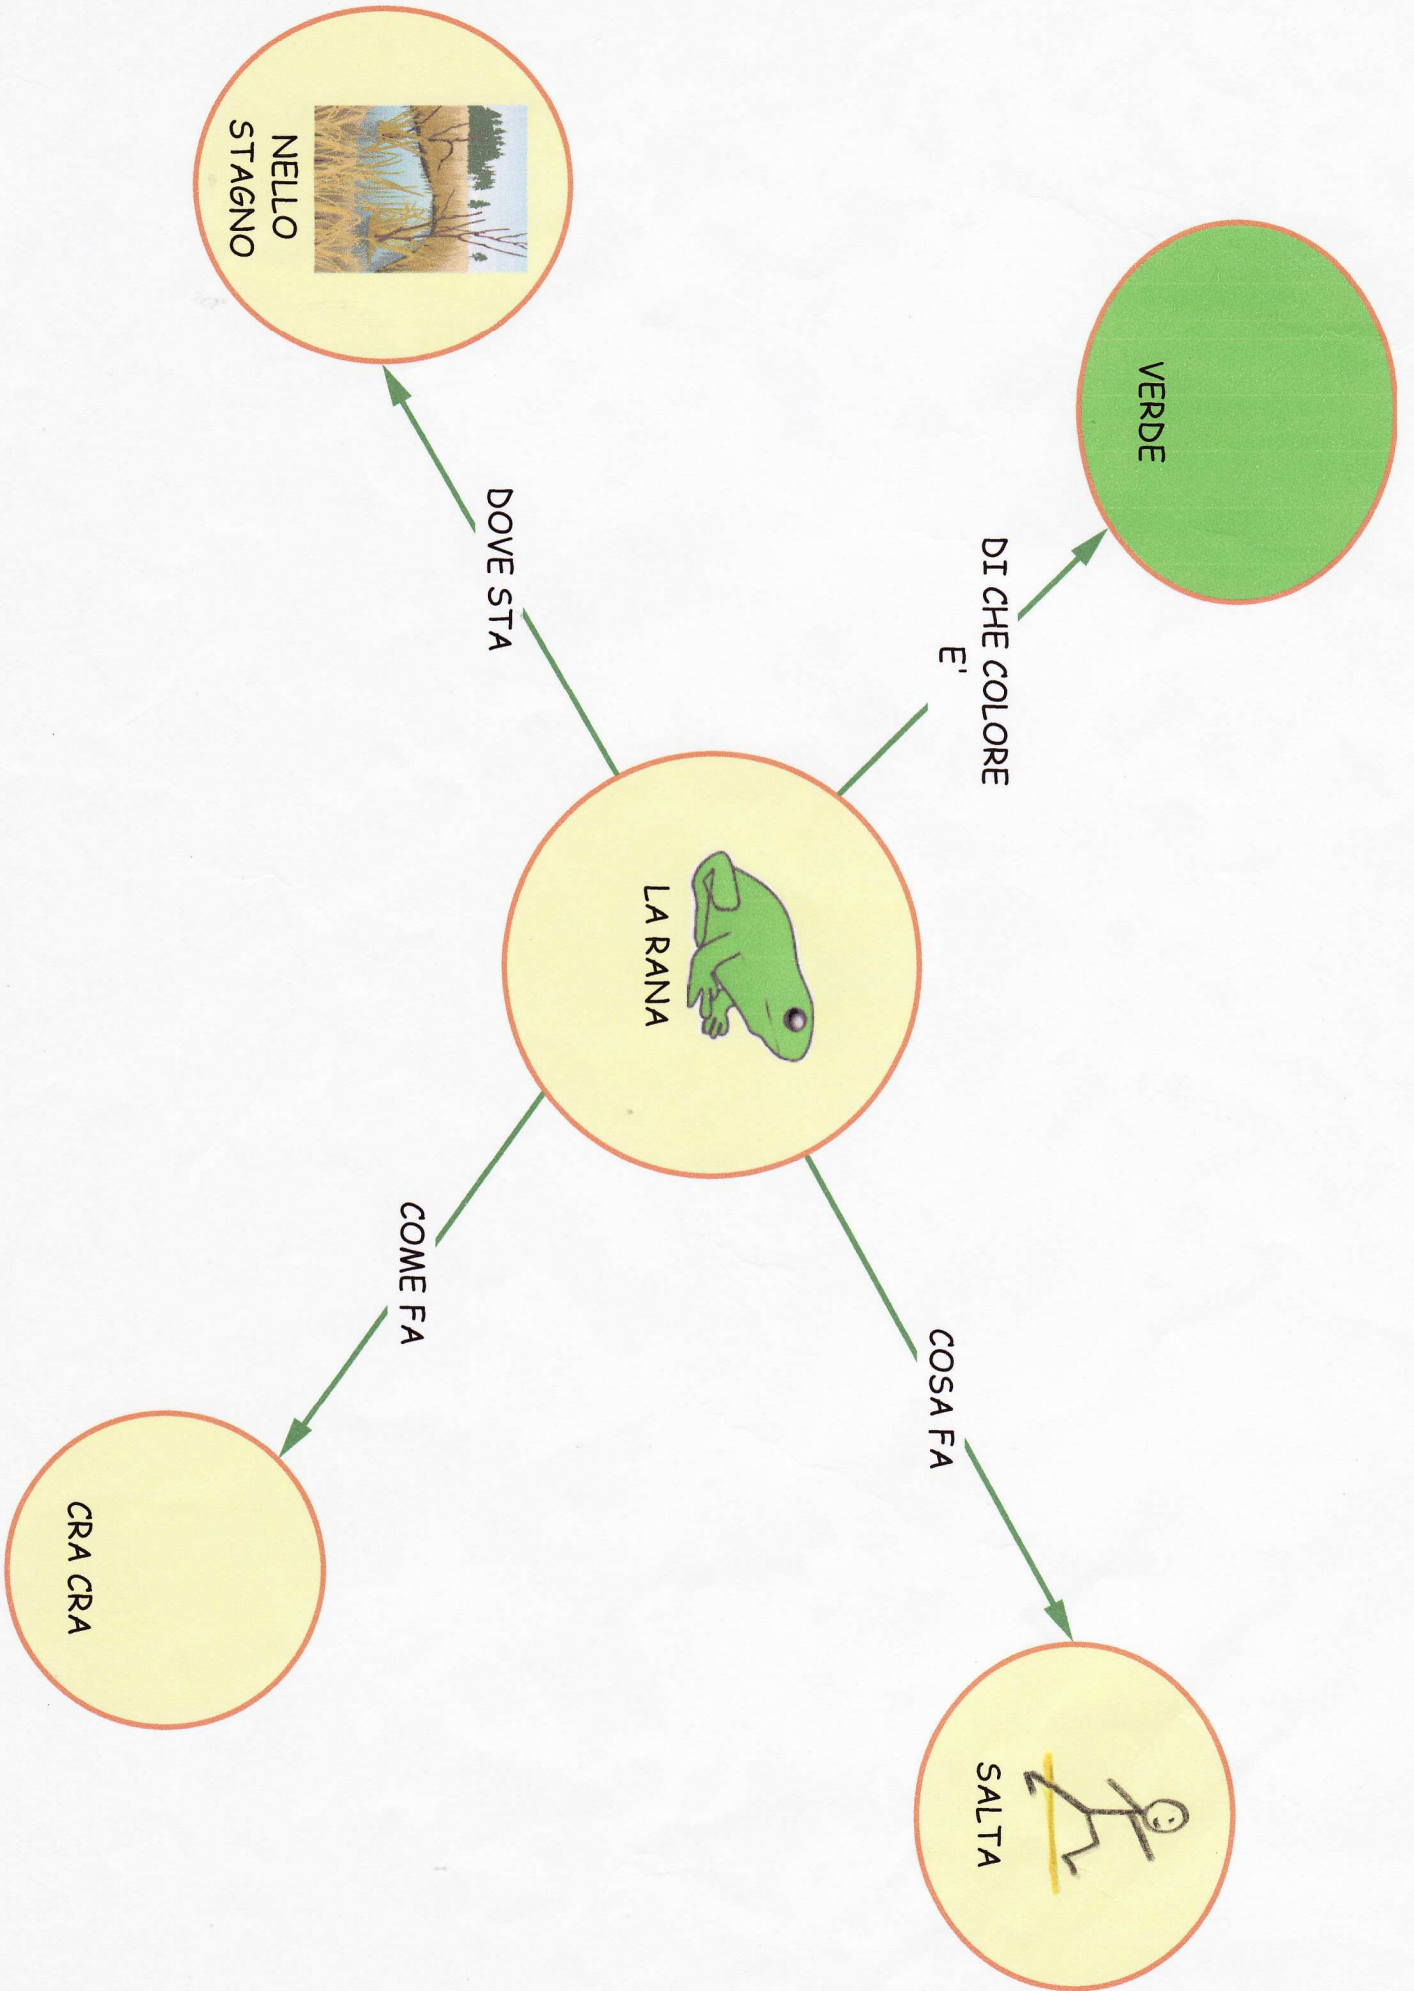 VERDE
DI CHE COLORE
E'
COSA FA
SALTA
LA RANA
DOVE STA
COME FA
NELLO
STAGNO
CRA CRA